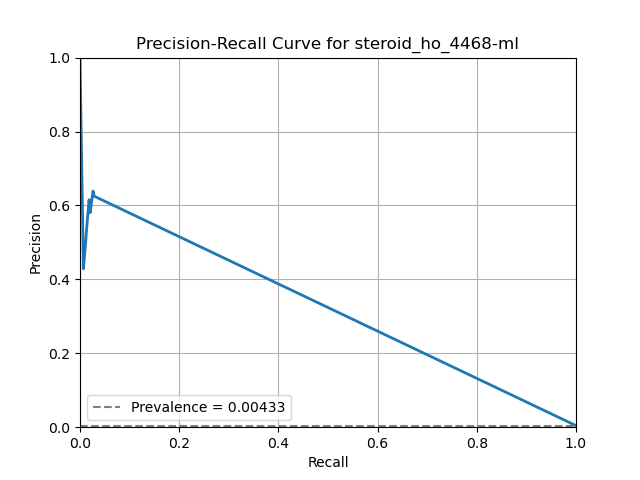 Precision-Recall Curve for steroid_ho_4468-ml
1.0
0.8
0.6
0.4
0.2
0.0
Precision
Prevalence = 0.00433
0.0 0.2 0.4 0.6 0.8 1.0
Recall